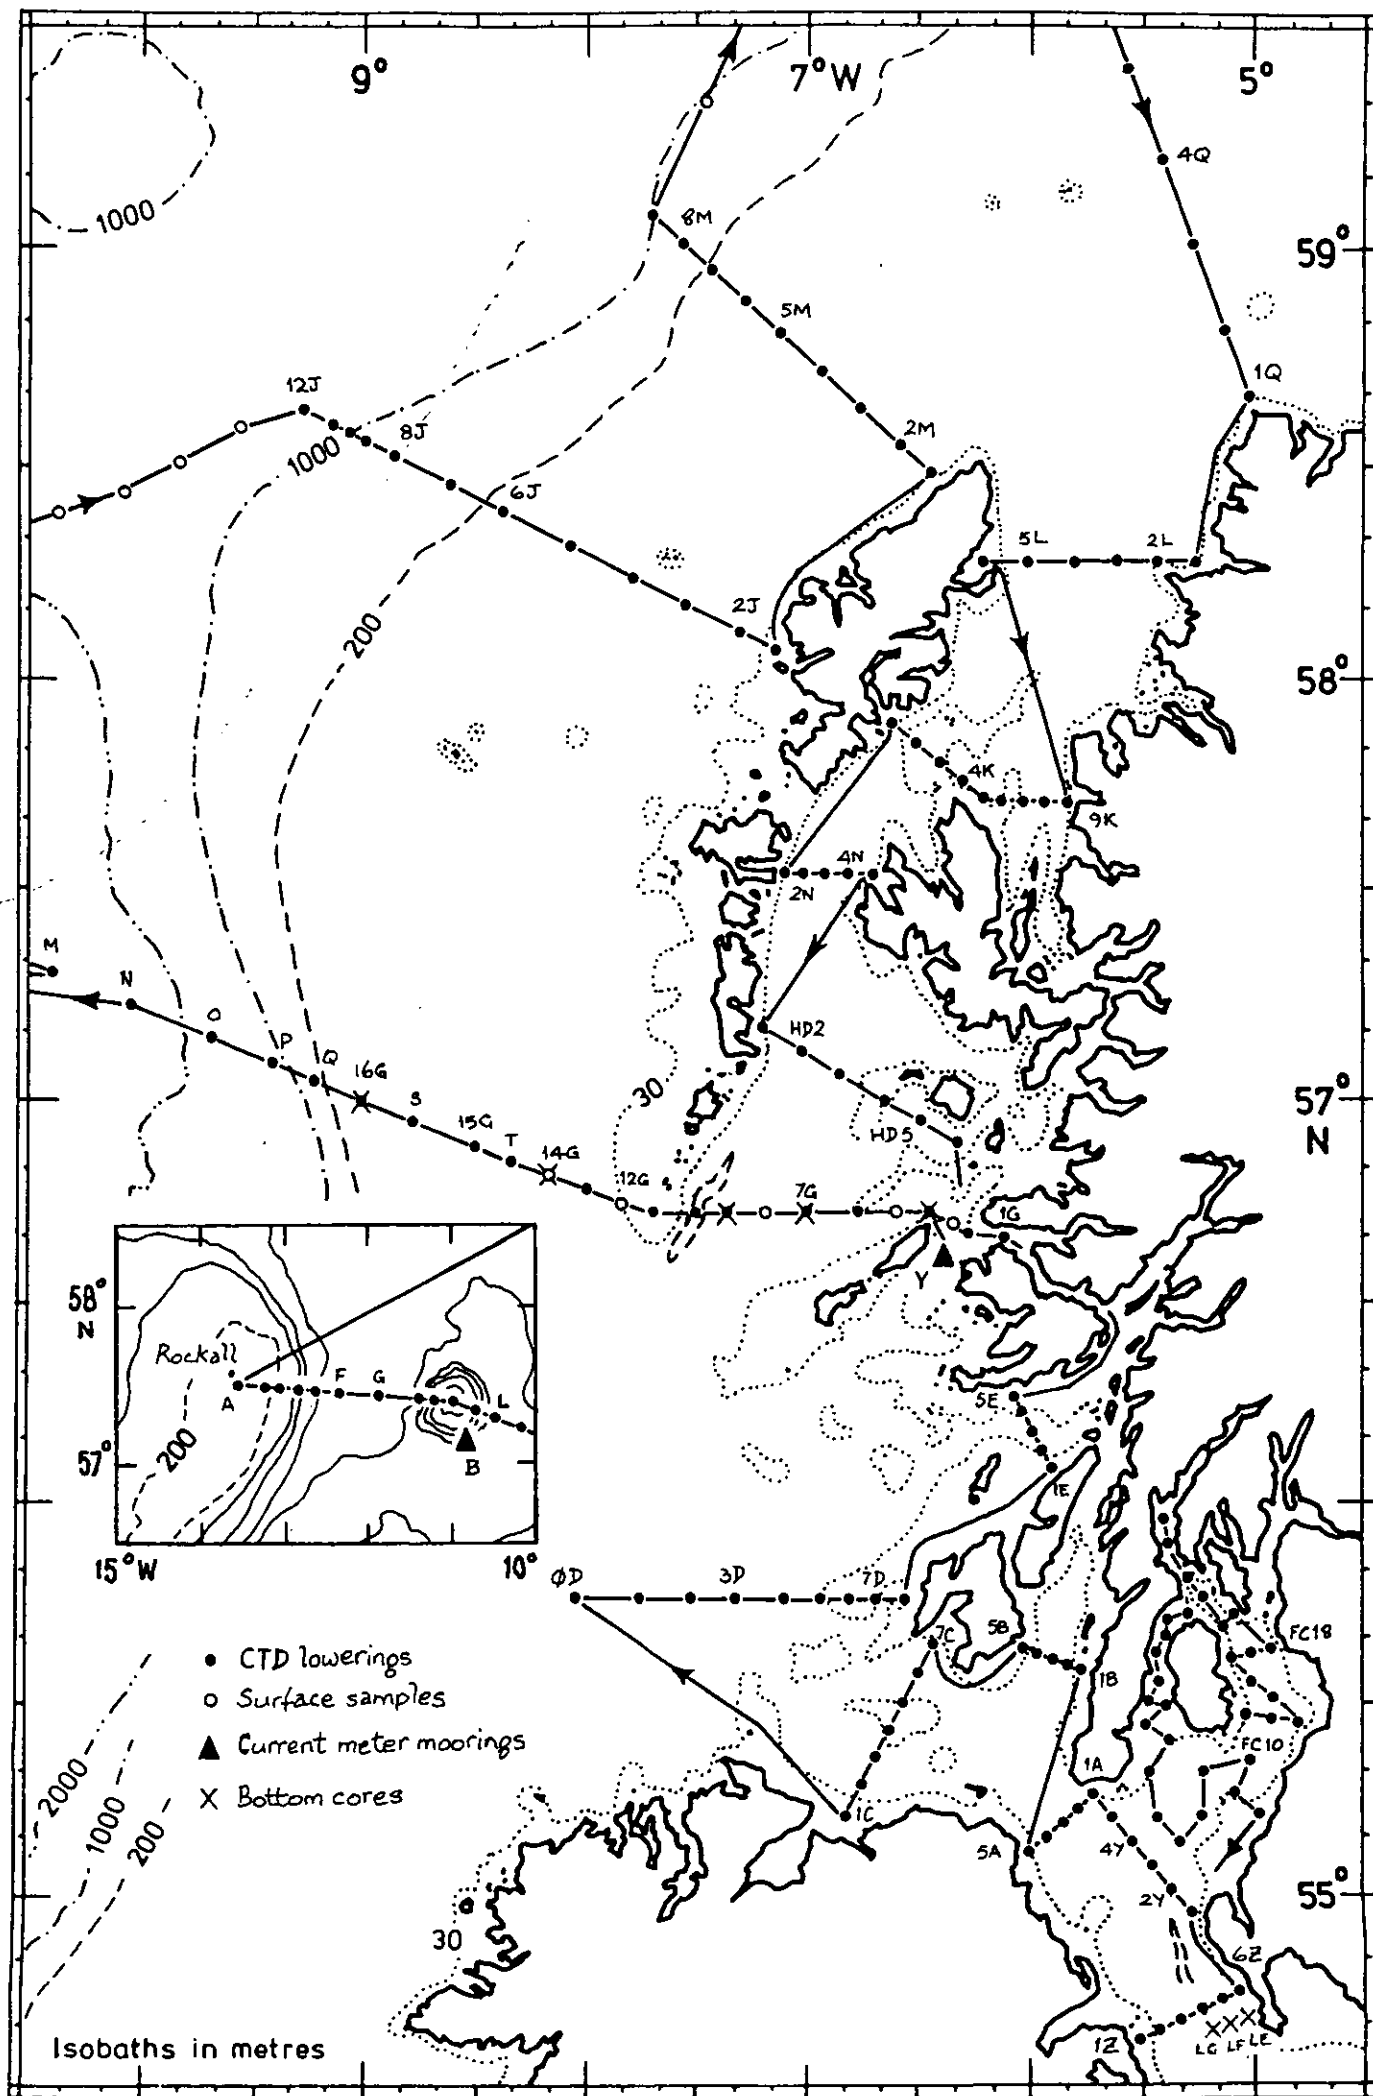 9°
7°W
5°
1000
8M
4Q
59°
5M
1Q
12J
8J
1000
2M
6J
5L
2L
200
2J
58°
4K
9K
4N
2N
M
N
O
P
Q
16G
S
15G
T
14G
12G
30
HD2
HD5
57°
N
7G
1G
Y
58°
N
Rockall
A
F
G
L
200
57°
B
15°W
10°
5E
1E
ØD
3D
7D
7C
5B
1B
FC18
FC10
CTD lowerings
Surface samples
Current meter moorings
Bottom cores
2000
1000
200
1A
1C
5A
4Y
2Y
55°
30
6Z
1Z
LG LF LE
Isobaths in metres